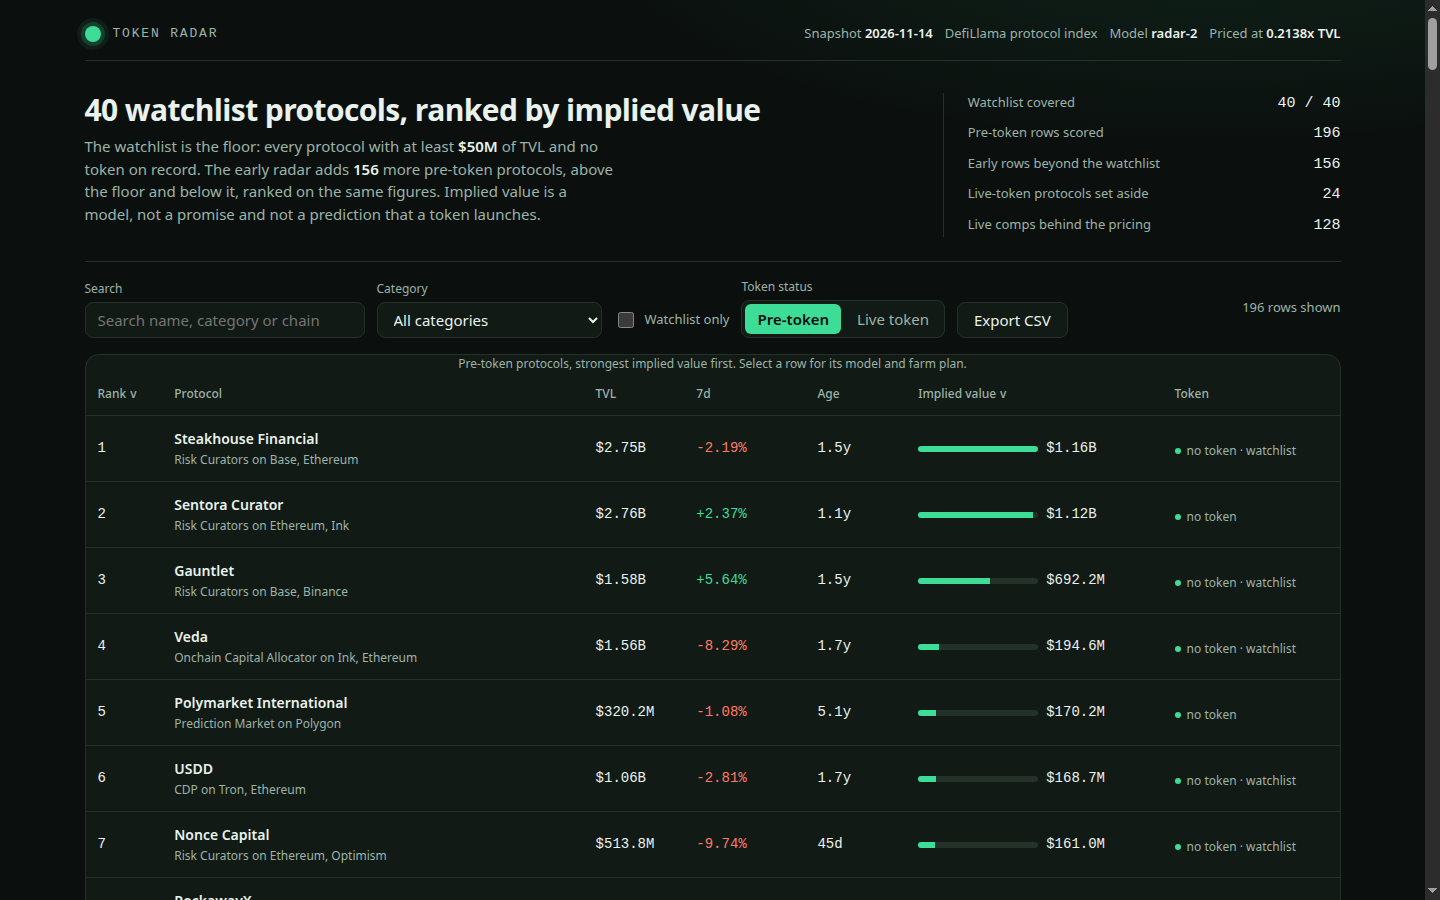 TOKEN RADAR
Snapshot 2026-11-14 DefiLlama protocol index Model radar-2 Priced at 0.2138x TVL
40 watchlist protocols, ranked by implied value
The watchlist is the floor: every protocol with at least $50M of TVL and no
token on record. The early radar adds 156 more pre-token protocols, above
the floor and below it, ranked on the same figures. Implied value is a
model, not a promise and not a prediction that a token launches.
Watchlist covered 40 / 40
Pre-token rows scored 196
Early rows beyond the watchlist 156
Live-token protocols set aside 24
Live comps behind the pricing 128
Search
Category
Token status
Search name, category or chain
All categories
Watchlist only
Pre-token
Live token
Export CSV
196 rows shown
Pre-token protocols, strongest implied value first. Select a row for its model and farm plan.
Rank v Protocol TVL 7d Age Implied value v Token
1 Steakhouse Financial $2.75B -2.19% 1.5y $1.16B no token · watchlist
Risk Curators on Base, Ethereum
2 Sentora Curator $2.76B +2.37% 1.1y $1.12B no token
Risk Curators on Ethereum, Ink
3 Gauntlet $1.58B +5.64% 1.5y $692.2M no token · watchlist
Risk Curators on Base, Binance
4 Veda $1.56B -8.29% 1.7y $194.6M no token · watchlist
Onchain Capital Allocator on Ink, Ethereum
5 Polymarket International $320.2M -1.08% 5.1y $170.2M no token
Prediction Market on Polygon
6 USDD $1.06B -2.81% 1.7y $168.7M no token · watchlist
CDP on Tron, Ethereum
7 Nonce Capital $513.8M -9.74% 45d $161.0M no token · watchlist
Risk Curators on Ethereum, Optimism